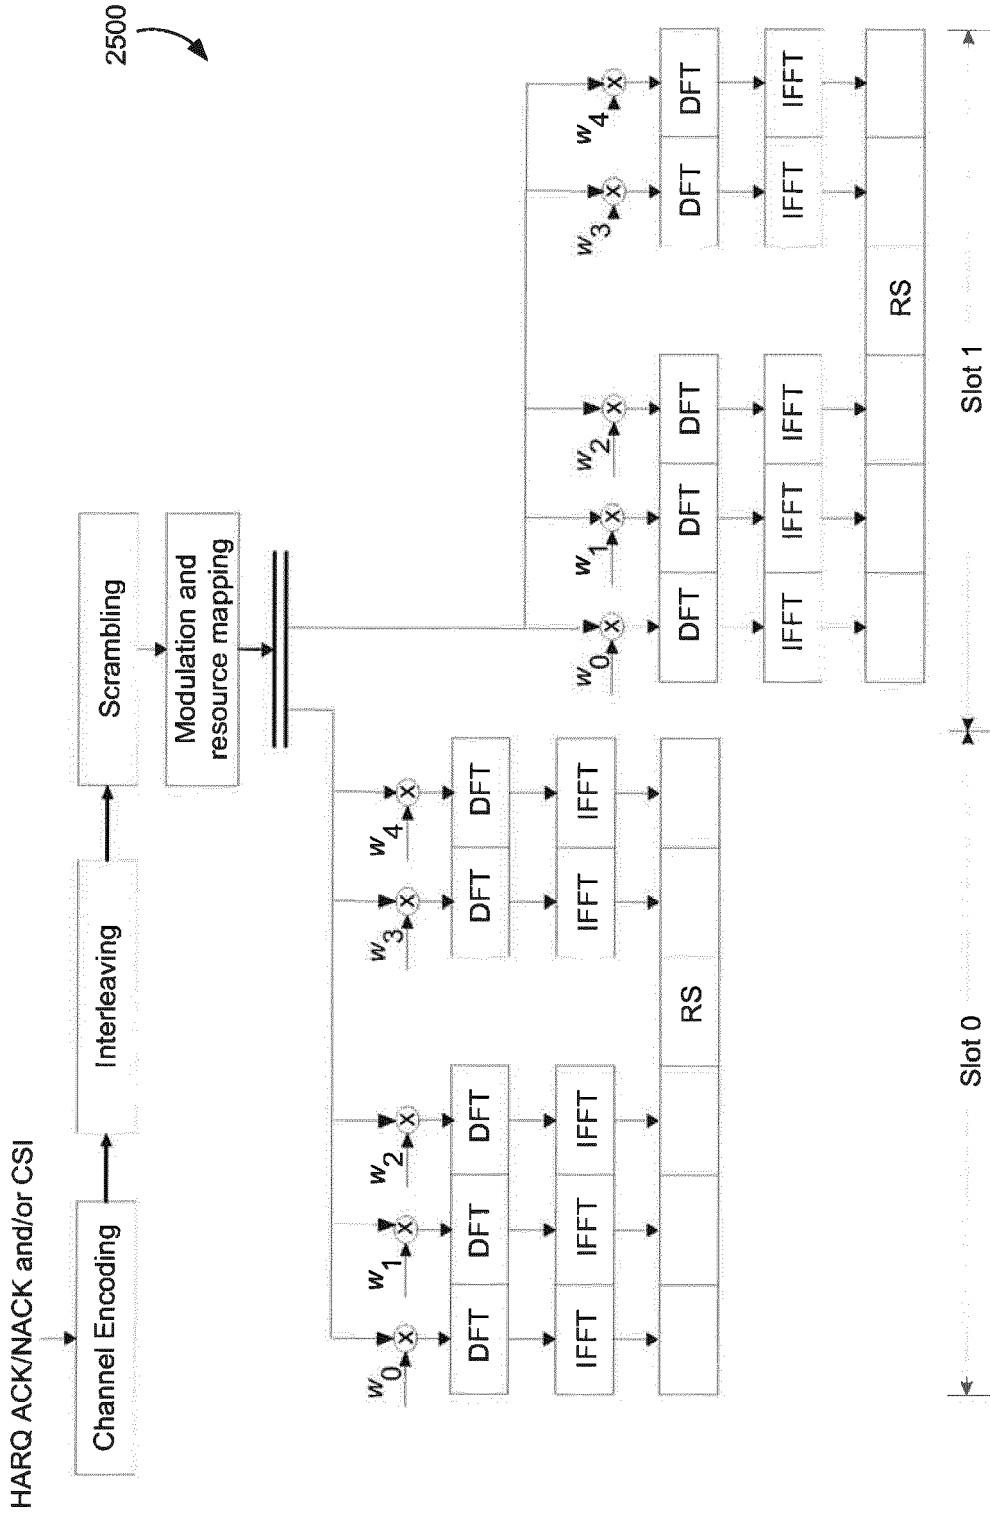 2500
HARQ ACK/NACK and/or CSI
Channel Encoding
Interleaving
Scrambling
Modulation and
resource mapping
w0 w1 w2 w3 w4
DFT DFT DFT DFT DFT
IFFT IFFT IFFT IFFT IFFT
RS
w0 w1 w2 w3 w4
DFT DFT DFT DFT DFT
IFFT IFFT IFFT IFFT IFFT
RS
Slot 0 Slot 1